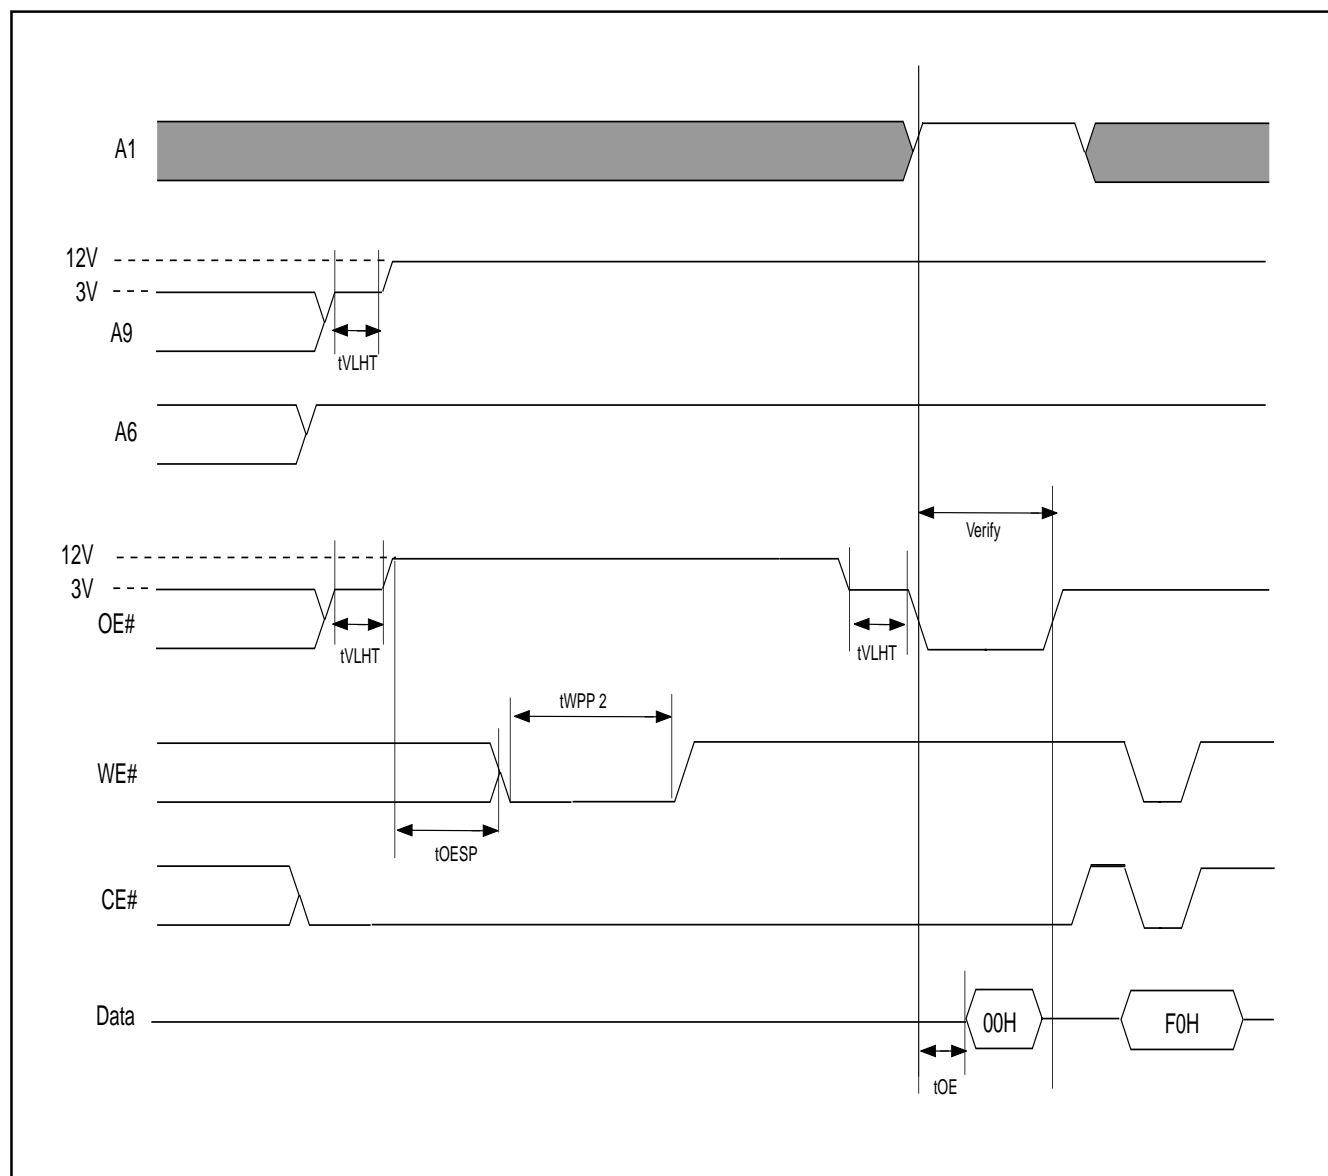 A1
12V
3V
A9
tVLHT
A6
Verify
12V
3V
OE#
tVLHT
tVLHT
tWPP 2
WE#
tOESP
CE#
Data
00H
F0H
tOE